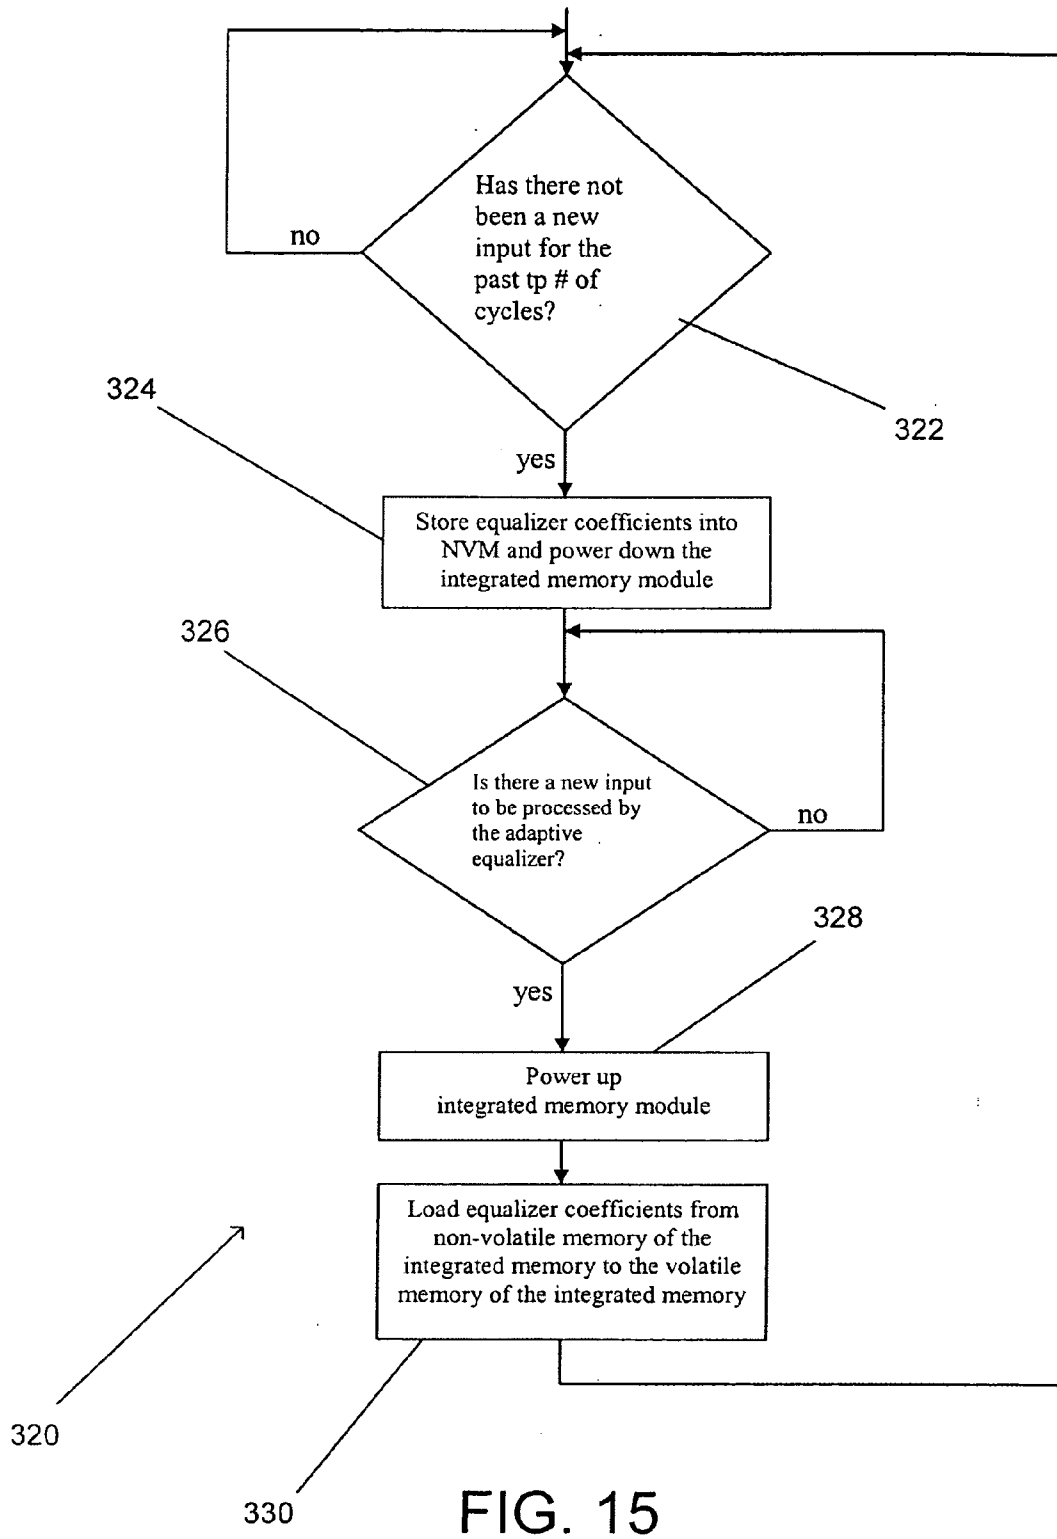 Has there not
been a new
input for the
past tp # of
cycles?
no
322
324
yes
Store equalizer coefficients into
NVM and power down the
integrated memory module
326
Is there a new input
to be processed by
the adaptive
equalizer?
no
328
yes
Power up
integrated memory module
Load equalizer coefficients from
non-volatile memory of the
integrated memory to the volatile
memory of the integrated memory
320
330
FIG. 15